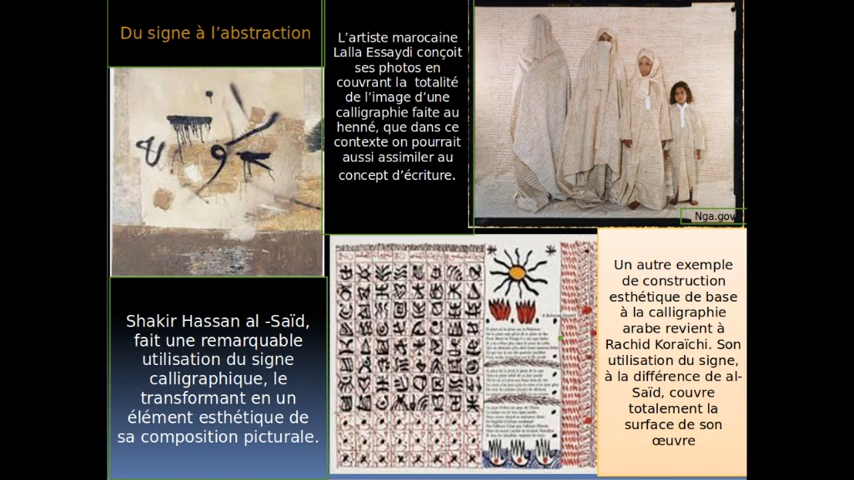 Du signe à l’abstraction
L’artiste marocaine
Lalla Essaydi conçoit
ses photos en
couvrant la totalité
de l’image d’une
calligraphie faite au
henné, que dans ce
contexte on pourrait
aussi assimiler au
concept d’écriture.
Nga.gov
Shakir Hassan al -Saïd,
fait une remarquable
utilisation du signe
calligraphique, le
transformant en un
élément esthétique de
sa composition picturale.
Un autre exemple
de construction
esthétique de base
à la calligraphie
arabe revient à
Rachid Koraïchi. Son
utilisation du signe,
à la différence de al-
Saïd, couvre
totalement la
surface de son
œuvre